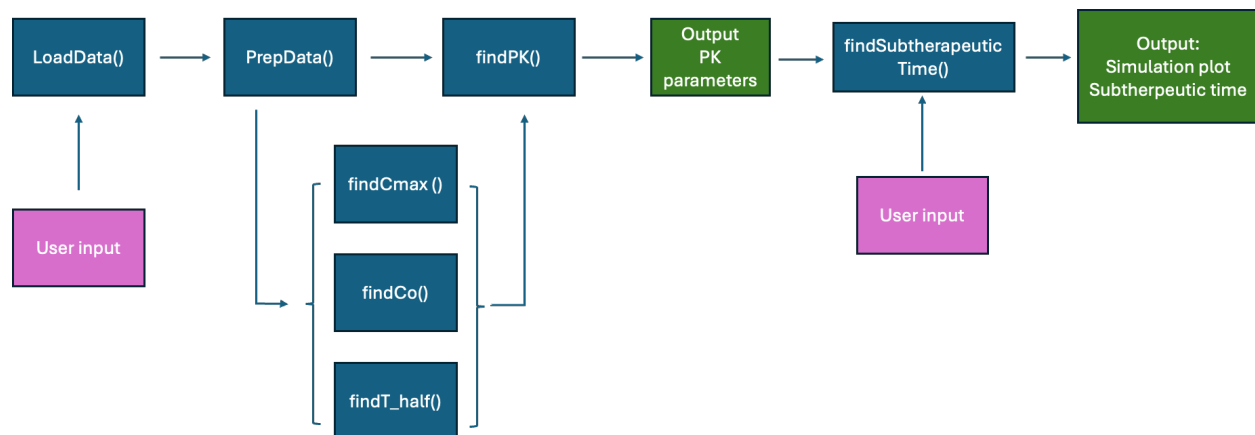 LoadData()
PrepData()
findPK()
Output
PK
parameters
findSubtherapeutic
Time()
Output:
Simulation plot
Subtherpeutic time
User input
findCmax ()
findCo()
findT_half()
User input